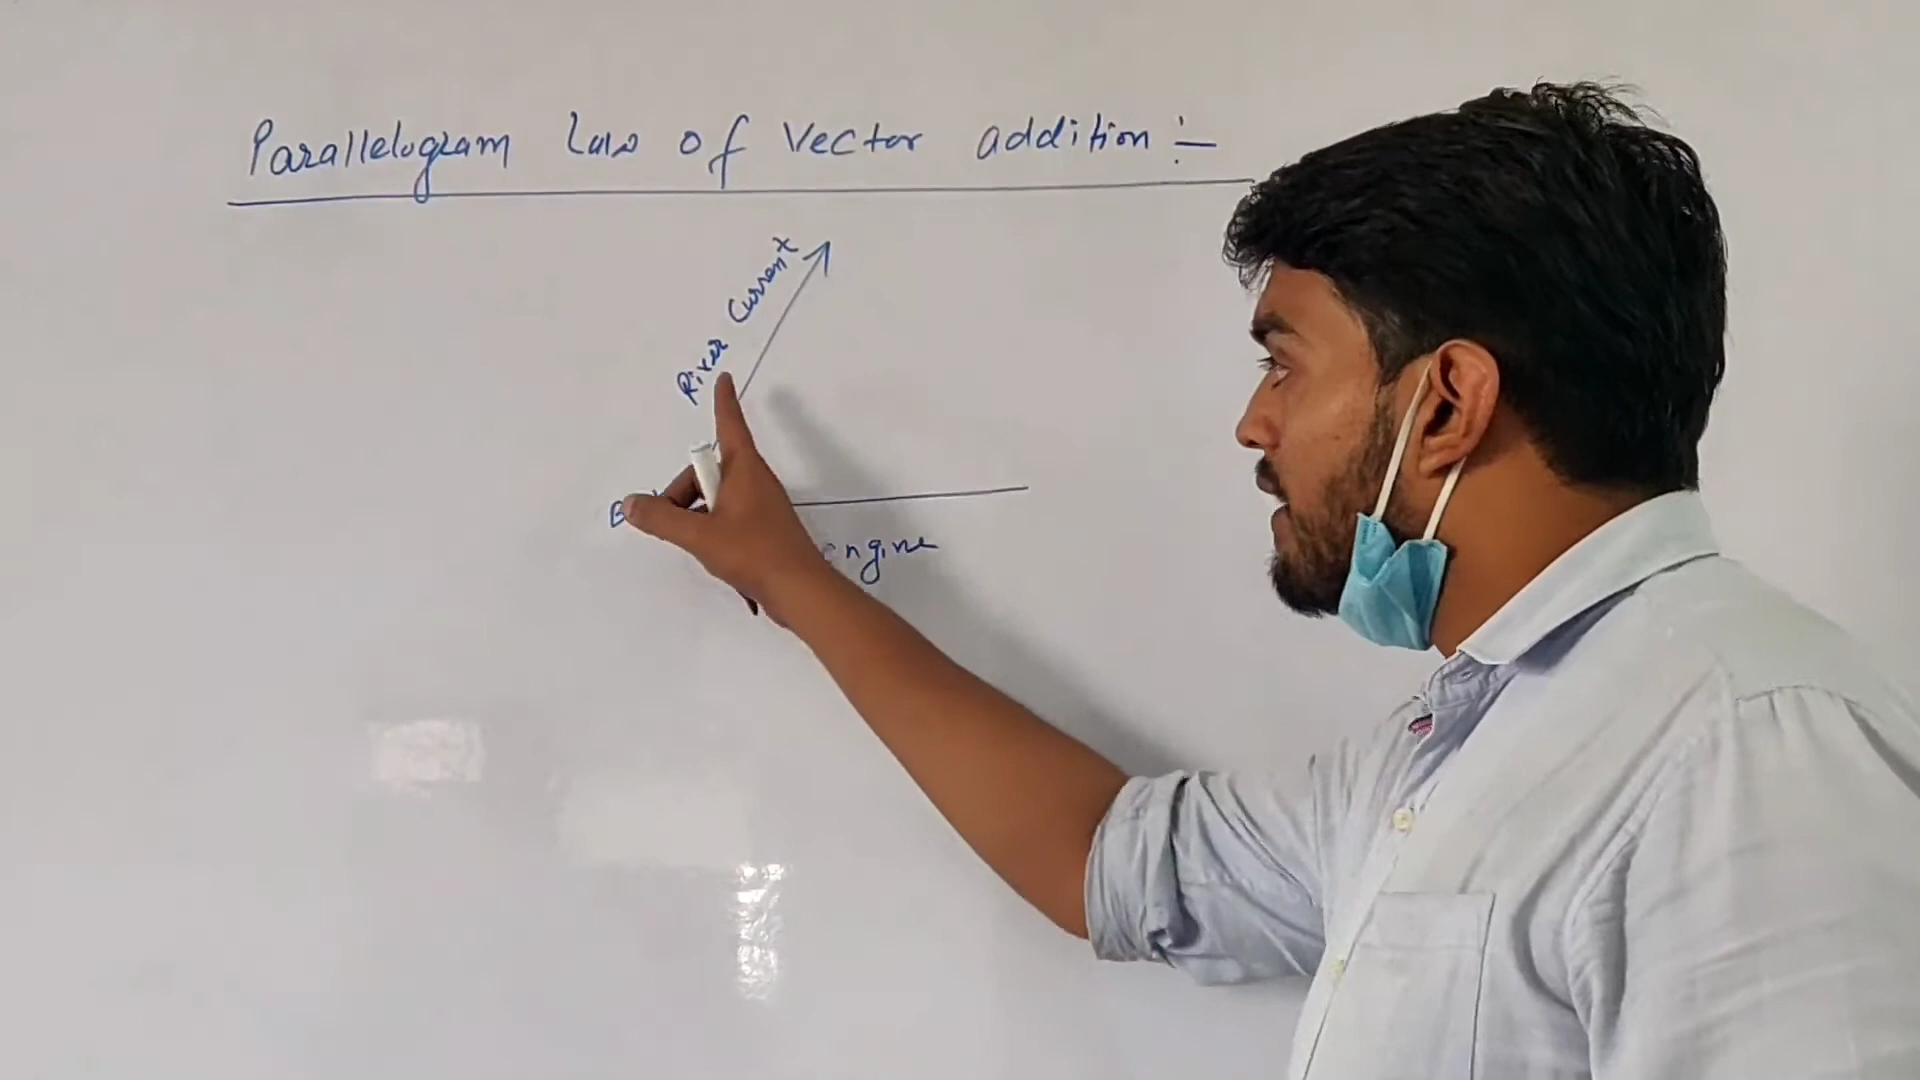 Parallelogram law of vector addition :-
River Current
engine